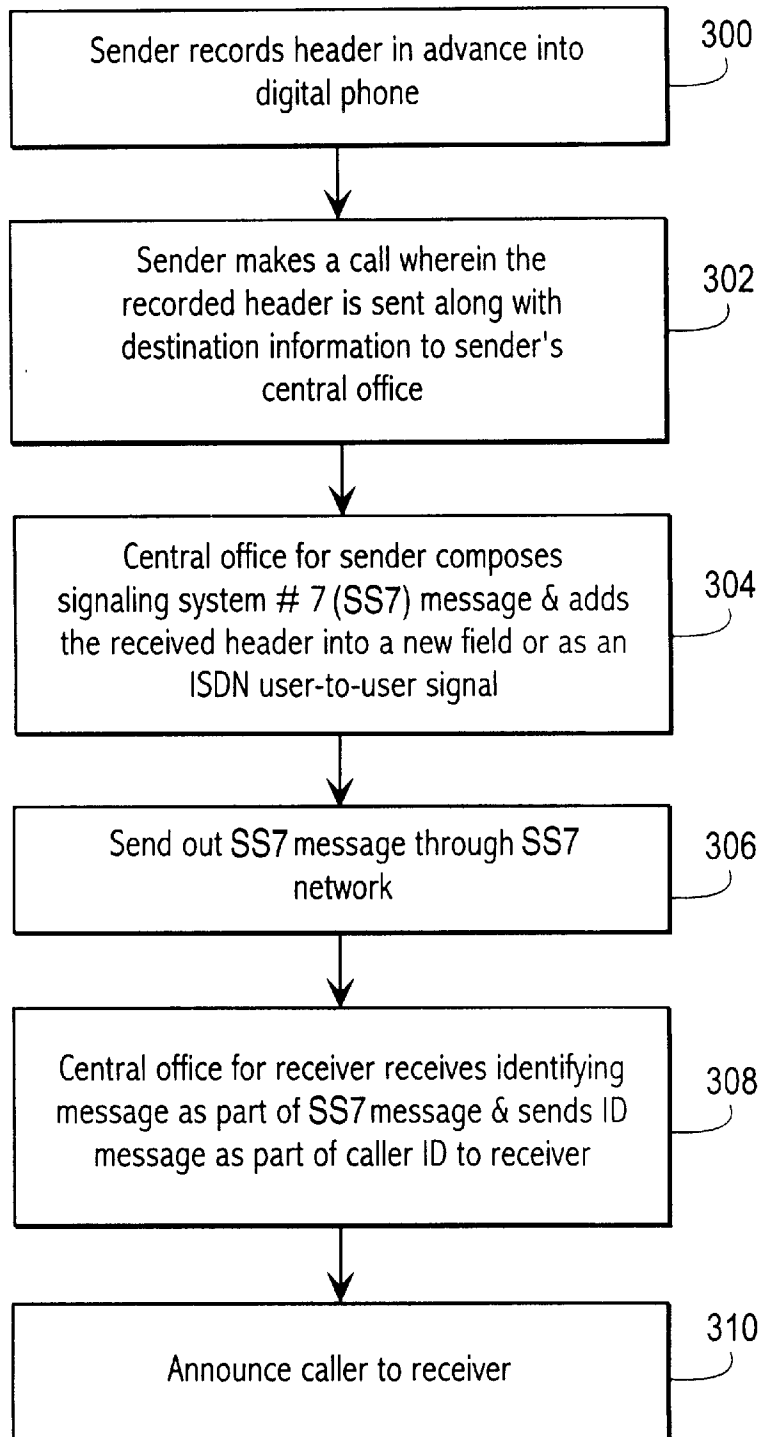 Sender records header in advance into
digital phone
300
Sender makes a call wherein the
recorded header is sent along with
destination information to sender's
central office
302
Central office for sender composes
signaling system # 7 (SS7) message & adds
the received header into a new field or as an
ISDN user-to-user signal
304
Send out SS7 message through SS7
network
306
Central office for receiver receives identifying
message as part of SS7 message & sends ID
message as part of caller ID to receiver
308
Announce caller to receiver
310